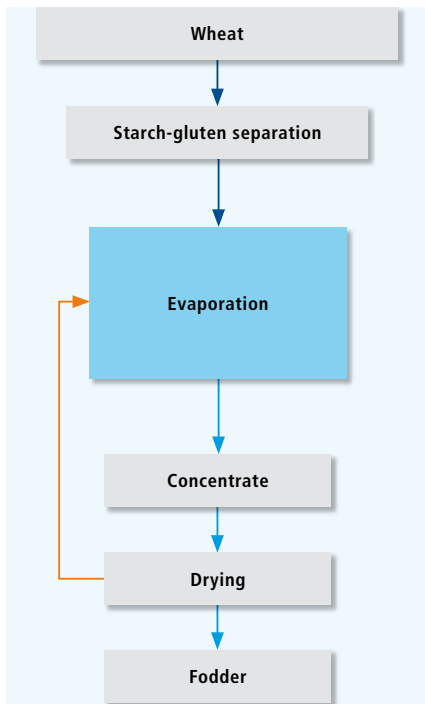 Wheat
Starch-gluten separation
Evaporation
Concentrate
Drying
Fodder